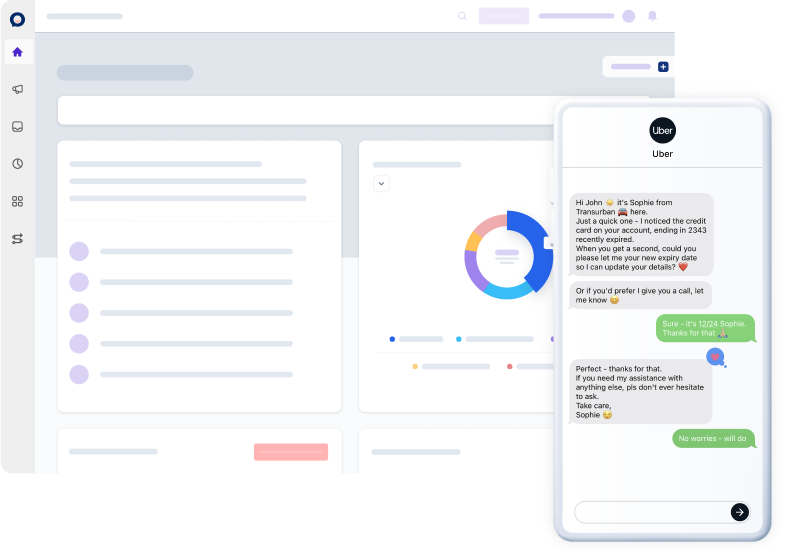 Uber
Uber
Hi John 👋 it's Sophie from
Transurban 🚘 here.
Just a quick one - I noticed the credit
card on your account, ending in 2343
recently expired.
When you get a second, could you
please let me your new expiry date
so I can update your details? ❤️
Or if you'd prefer I give you a call, let
me know 😊
Sure - it's 12/24 Sophie.
Thanks for that 🙏
Perfect - thanks for that.
If you need my assistance with
anything else, pls don't ever hesitate
to ask.
Take care,
Sophie 😊
No worries - will do